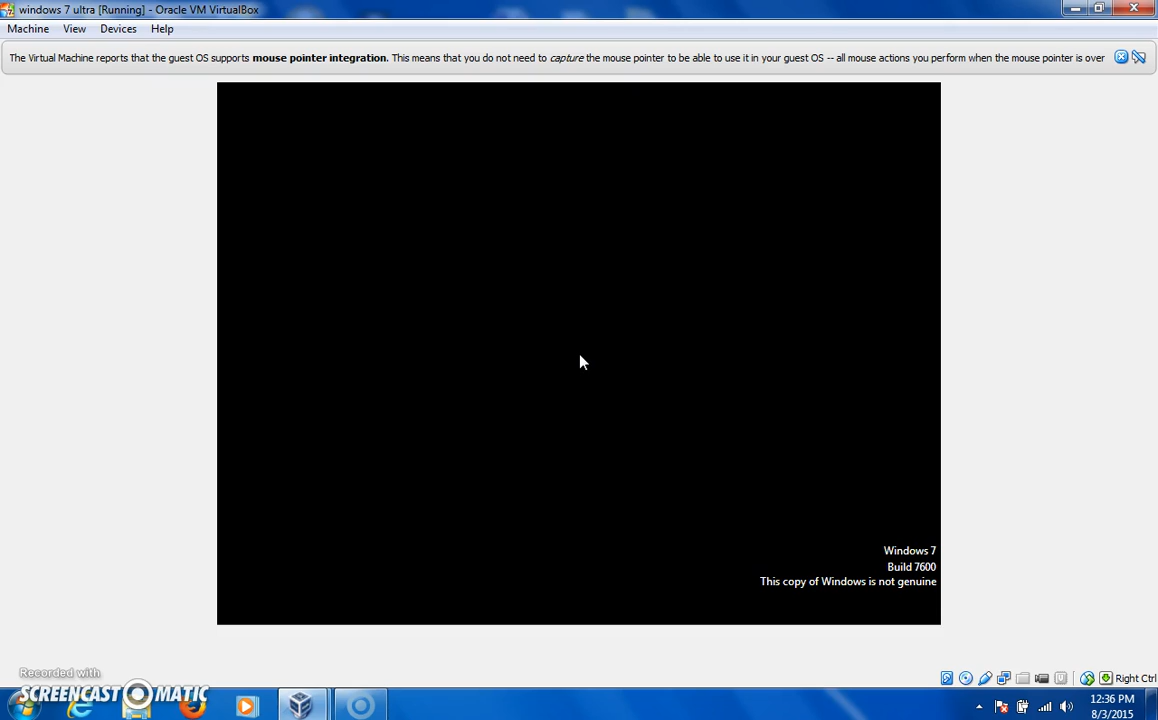 windows 7 ultra [Running] - Oracle VM VirtualBox
Machine View Devices Help
The Virtual Machine reports that the guest OS supports mouse pointer integration. This means that you do not need to capture the mouse pointer to be able to use it in your guest OS -- all mouse actions you perform when the mouse pointer is over
Windows 7
Build 7600
This copy of Windows is not genuine
Recorded with
SCREENCAST MATIC
Right Ctrl
12:36 PM
8/3/2015